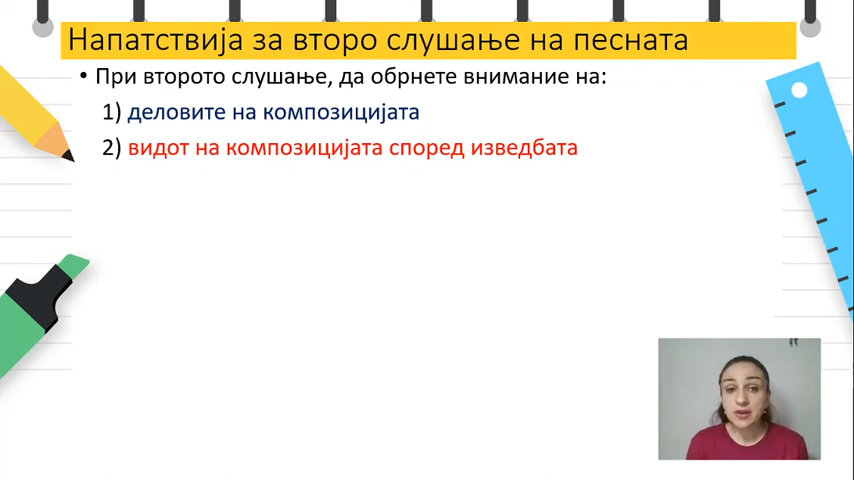 Напатствија за второ слушање на песната
• При второто слушање, да обрнете внимание на:
1) деловите на композицијата
2) видот на композицијата според изведбата